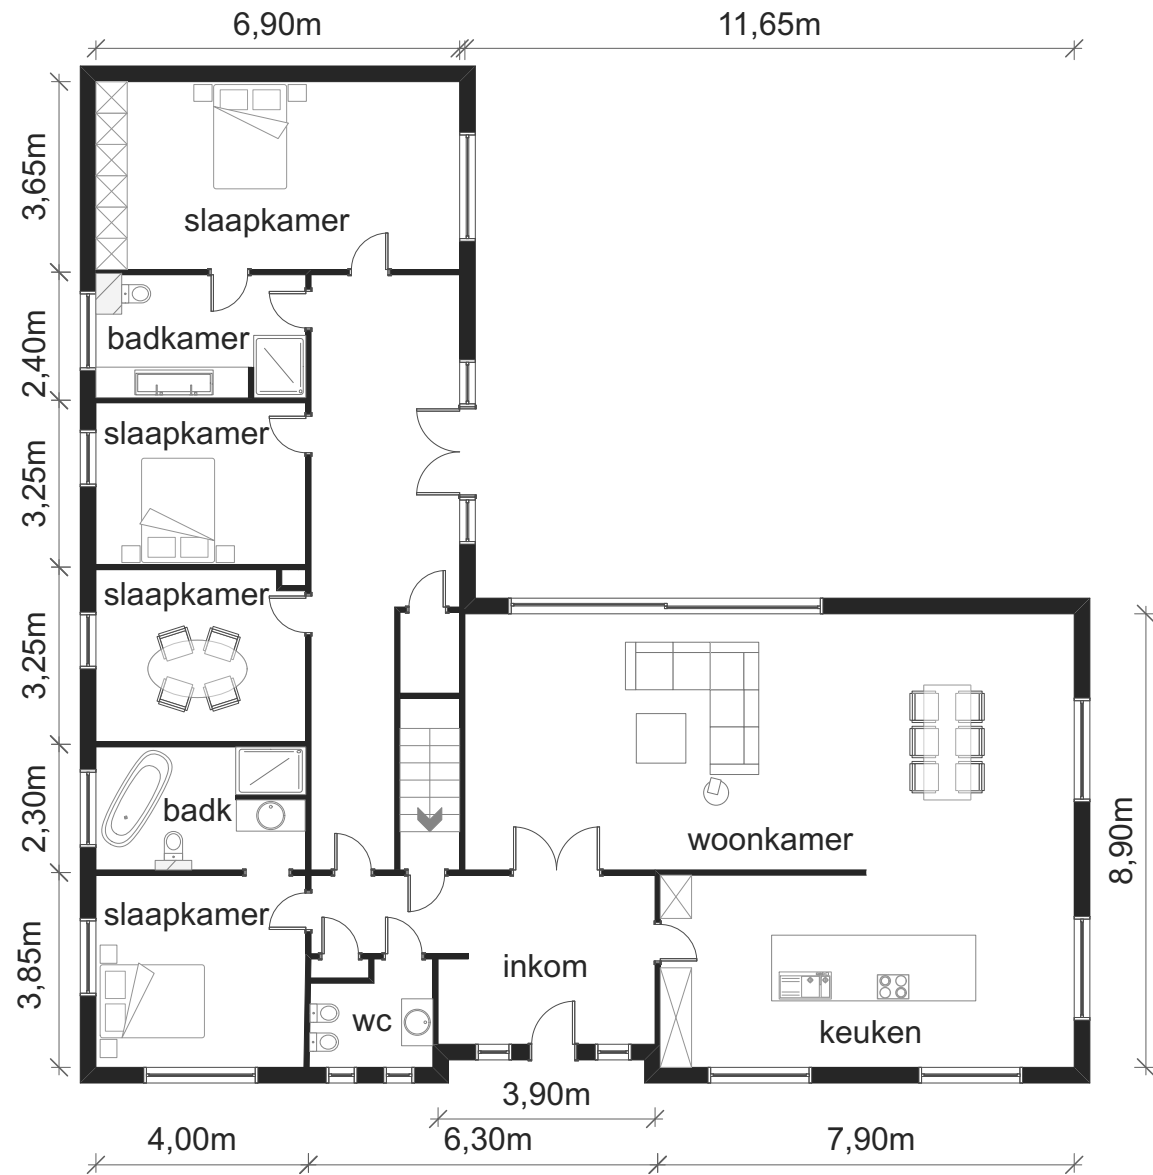 6,90m
11,65m
3,65m
slaapkamer
2,40m
badkamer
slaapkamer
3,25m
slaapkamer
3,25m
badk
2,30m
woonkamer
8,90m
slaapkamer
3,85m
inkom
wc
keuken
3,90m
4,00m
6,30m
7,90m